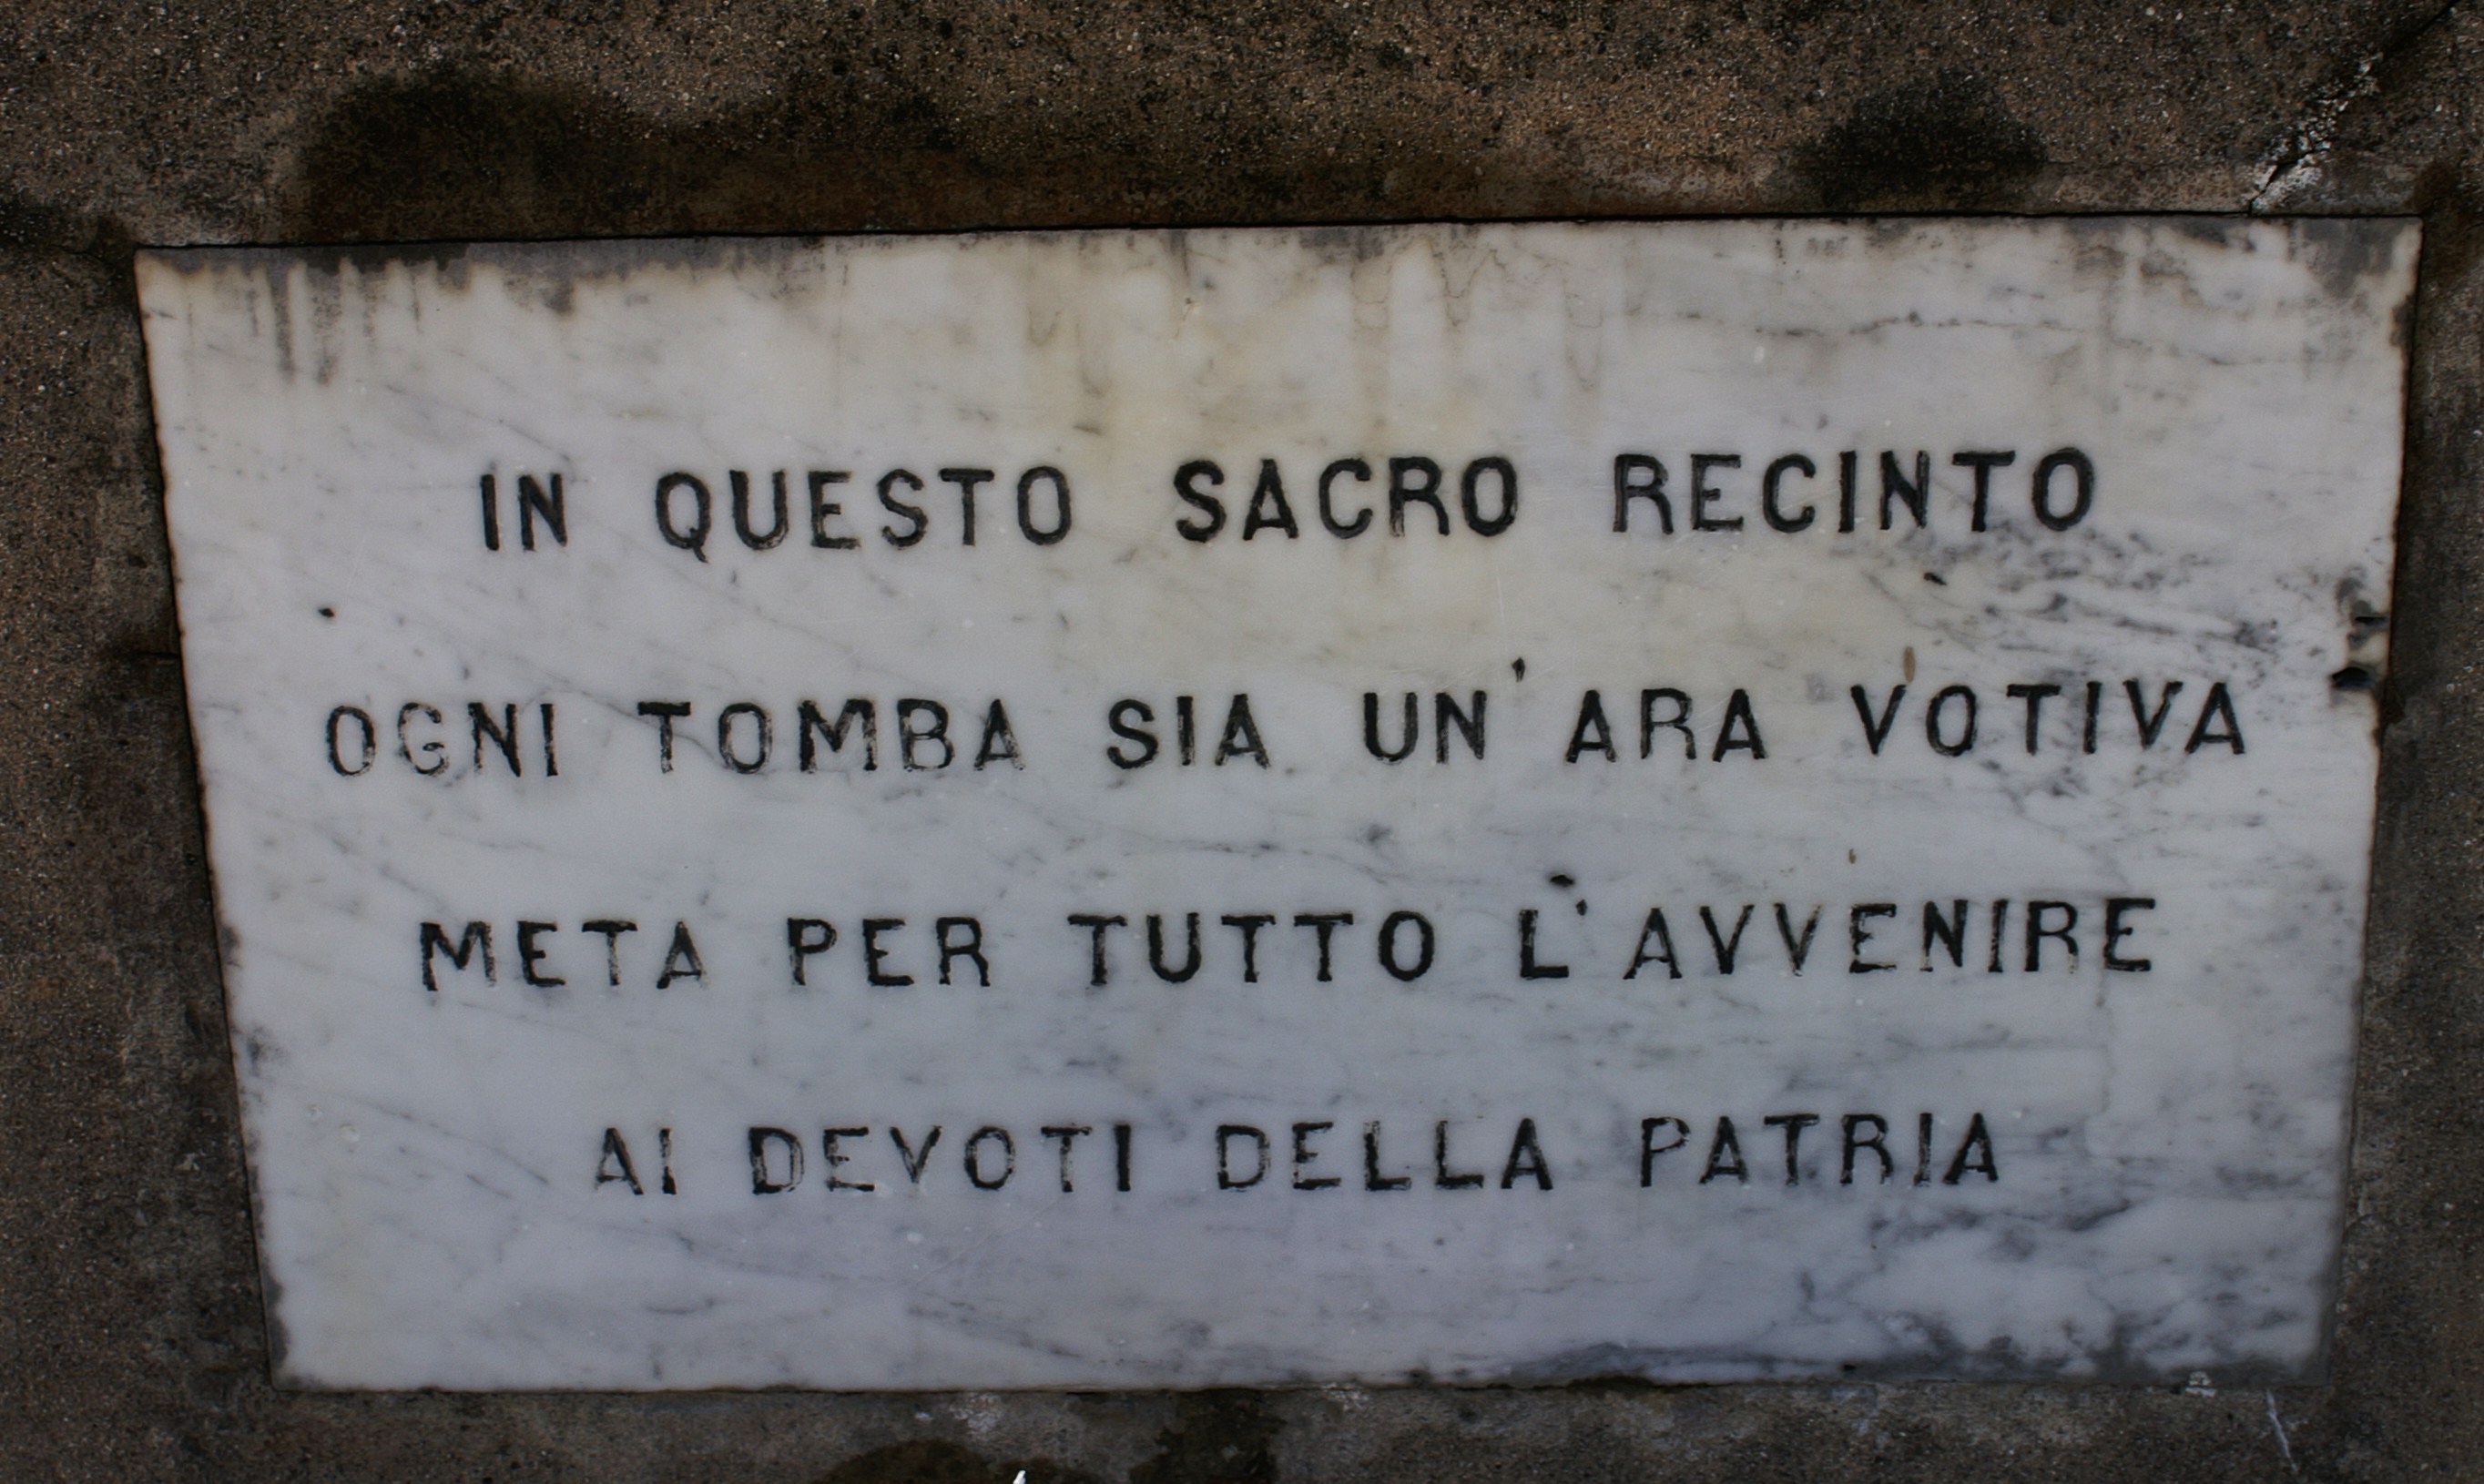 IN QUESTO SACRO RECINTO
OGNI TOMBA SIA UN'ARA VOTIVA
META PER TUTTO L'AVVENIRE
AI DEVOTI DELLA PATRIA